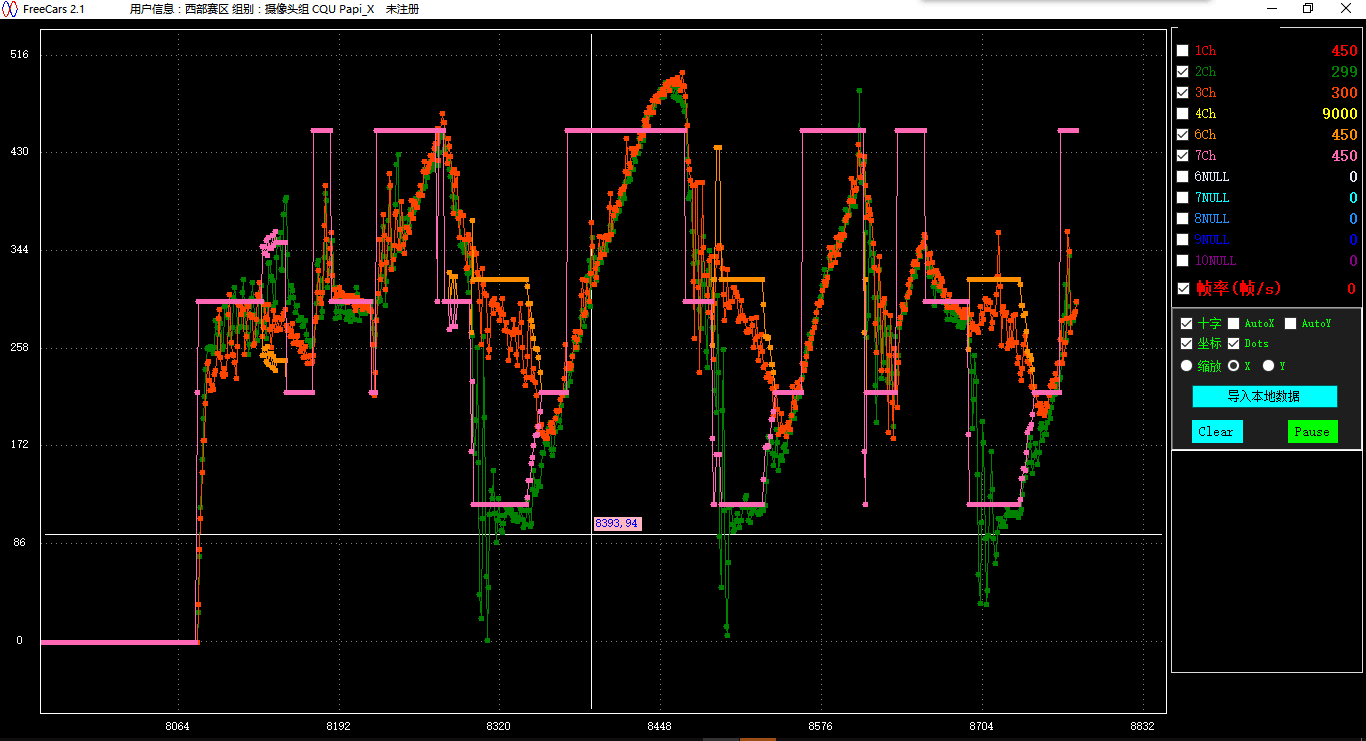 FreeCars 2.1 用户信息：西部赛区 组别：摄像头组 CQU Papi_X 未注册
516
430
344
258
172
86
0
8393,94
8064 8192 8320 8448 8576 8704 8832
1Ch 450
2Ch 299
3Ch 300
4Ch 9000
6Ch 450
7Ch 450
6NULL 0
7NULL 0
8NULL 0
9NULL 0
10NULL 0
帧率(帧/s) 0
十字 AutoX AutoY
坐标 Dots
缩放 X Y
导入本地数据
Clear Pause